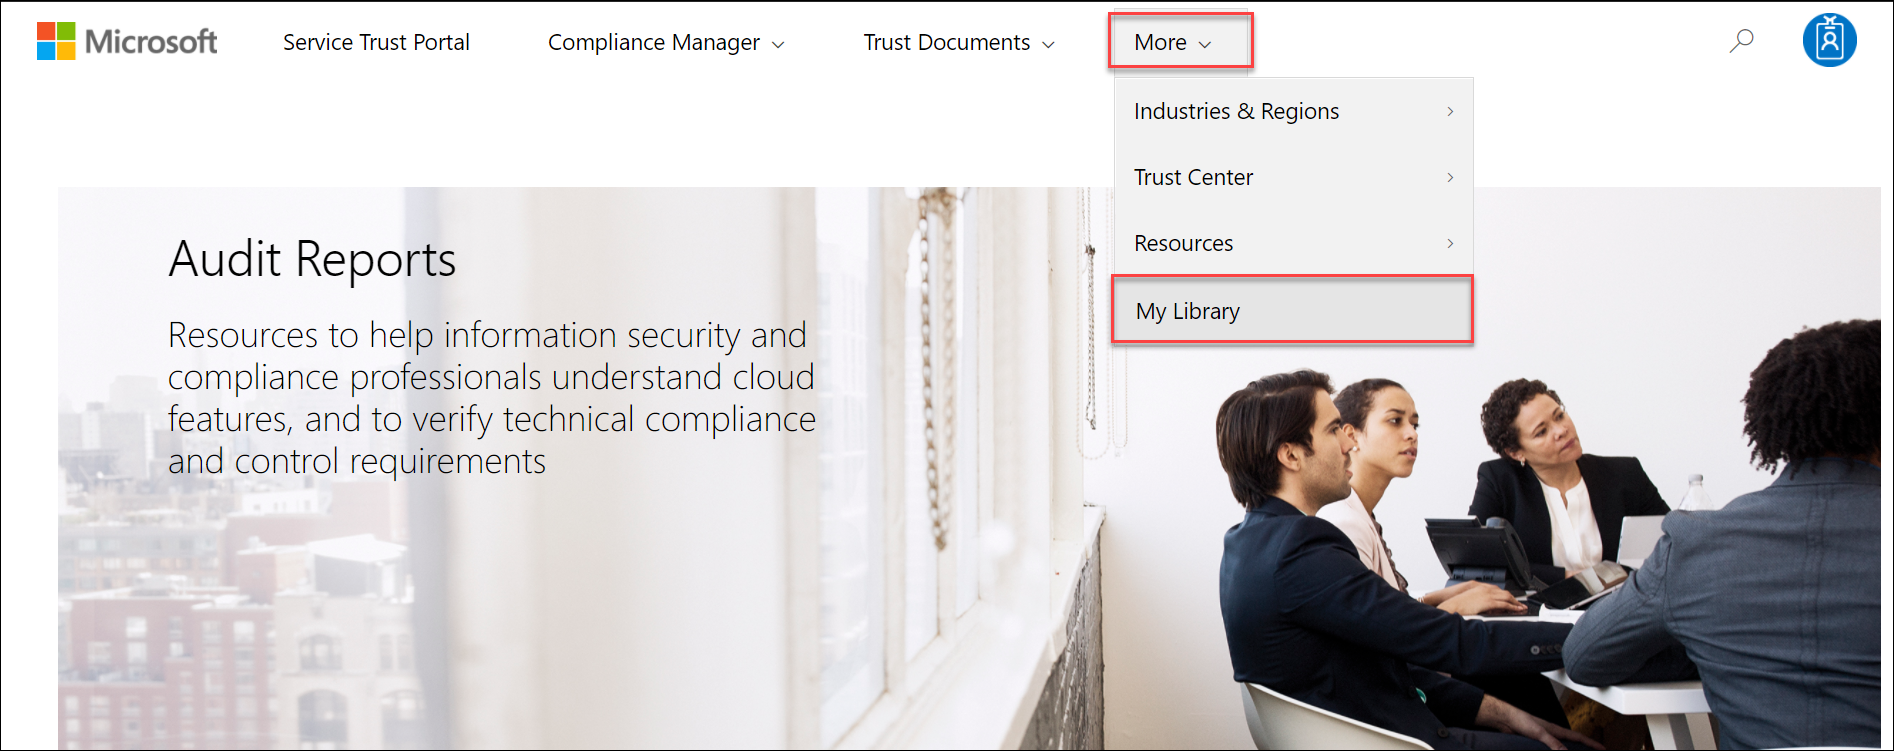 Microsoft
Service Trust Portal
Compliance Manager
Trust Documents
More
Industries & Regions
Trust Center
Resources
My Library
Audit Reports
Resources to help information security and
compliance professionals understand cloud
features, and to verify technical compliance
and control requirements